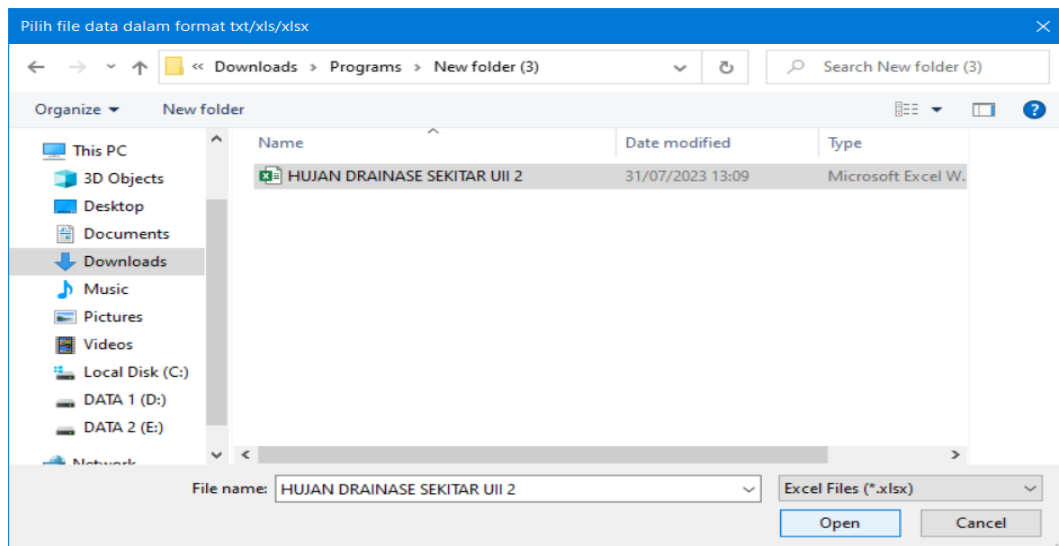 Pilih file data dalam format txt/xls/xlsx
« Downloads › Programs › New folder (3)
Search New folder (3)
Organize
New folder
Name
Date modified
Type
This PC
3D Objects
Desktop
Documents
Downloads
Music
Pictures
Videos
Local Disk (C:)
DATA 1 (D:)
DATA 2 (E:)
Network
HUJAN DRAINASE SEKITAR UII 2 31/07/2023 13:09 Microsoft Excel W.
File name: HUJAN DRAINASE SEKITAR UII 2
Excel Files (*.xlsx)
Open
Cancel